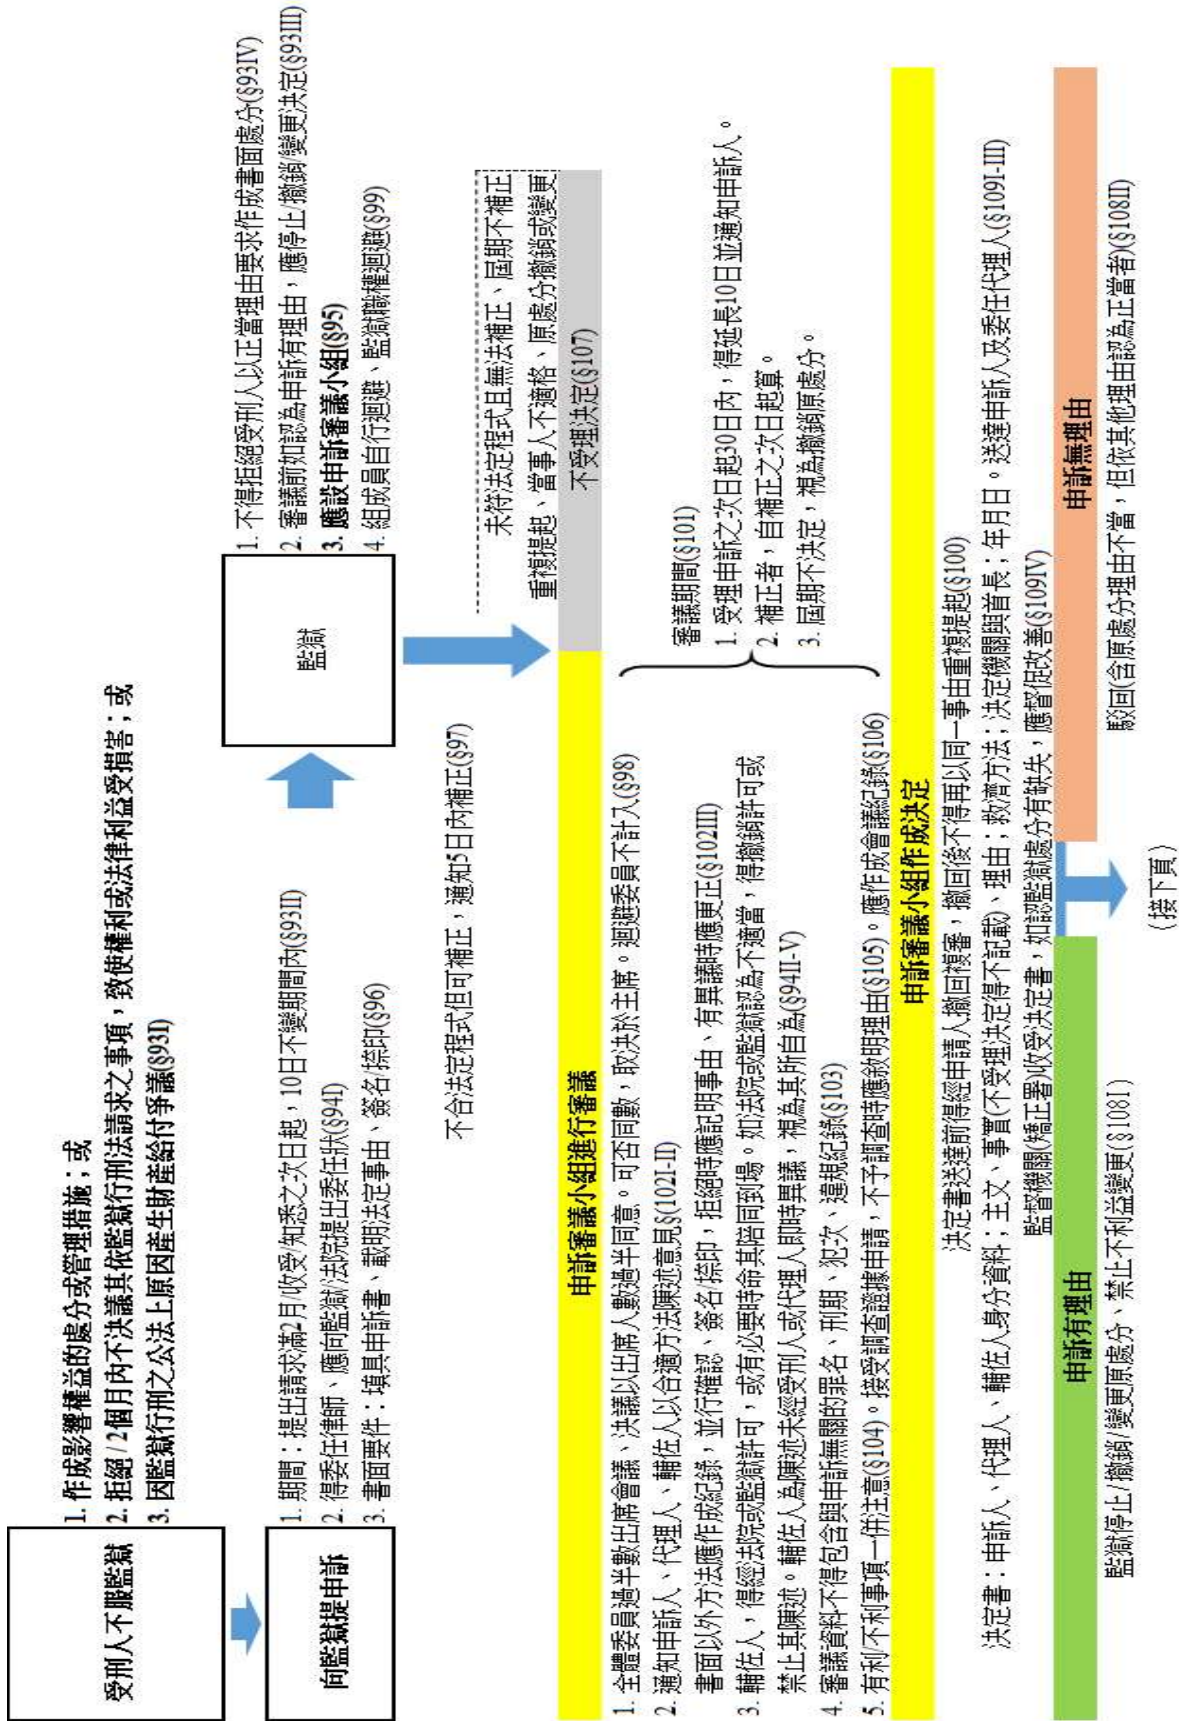 受刑人不服監獄
1. 作成影響權益的處分或管理措施；或
2. 拒絕 / 2個月內不決議其依監獄行刑法請求之事項，致使權利或法律利益受損害；或
3. 因監獄行刑之公法上原因產生財產給付爭議(§93I)
向監獄提申訴
1. 期間：提出請求滿2月/收受/知悉之次日起，10日不變期間內(§93II)
2. 得委任律師、應向監獄/法院提出委任狀(§94I)
3. 書面要件：填具申訴書、載明法定事由、簽名/捺印(§96)
監獄
1. 不得拒絕受刑人以正當理由要求作成書面處分(§93IV)
2. 審議前如認為申訴有理由，應停止/撤銷/變更決定(§93III)
3. 應設申訴審議小組(§95)
4. 組成員自行迴避、監獄職權迴避(§99)
不合法定程式但可補正，通知5日內補正(§97)
未符法定程式且無法補正、屆期不補正
重複提起、當事人不適格、原處分撤銷或變更
申訴審議小組進行審議
不受理決定(§107)
1. 全體委員過半數出席會議、決議以出席人數過半同意。可否同數，取決於主席。迴避委員不計入(§98)
2. 通知申訴人、代理人、輔佐人以合適方法陳述意見§(102I-II)
書面以外方法應作成紀錄，並行確認、簽名/捺印，拒絕時應記明事由、有異議時應更正(§102III)
3. 輔佐人，得經法院或監獄許可，或有必要時命其陪同到場。如法院或監獄認為不適當，得撤銷許可或
禁止其陳述。輔佐人為陳述未經受刑人或代理人即時異議，視為其所自為(§94II-V)
4. 審議資料不得包含與申訴無關的罪名、刑期、犯次、違規紀錄(§103)
5. 有利/不利事項一併注意(§104)。接受調查證據申請，不予調查時應敘明理由(§105)。應作成會議紀錄(§106)
審議期間(§101)
1. 受理申訴之次日起30日內，得延長10日並通知申訴人。
2. 補正者，自補正之次日起算。
3. 屆期不決定，視為撤銷原處分。
申訴審議小組作成決定
決定書送達前得經申請人撤回複審，撤回後不得再以同一事由重複提起(§100)
決定書：申訴人、代理人、輔佐人身分資料；主文、事實(不受理決定得不記載)、理由；救濟方法；決定機關與首長；年月日。送達申訴人及委任代理人(§109I-III)
監督機關(矯正署)收受決定書，如認監獄處分有缺失，應督促改善(§109IV)
申訴有理由
申訴無理由
監獄停止/撤銷/變更原處分、禁止不利益變更(§108I)
駁回(含原處分理由不當，但依其他理由認為正當者)(§108II)
(接下頁)